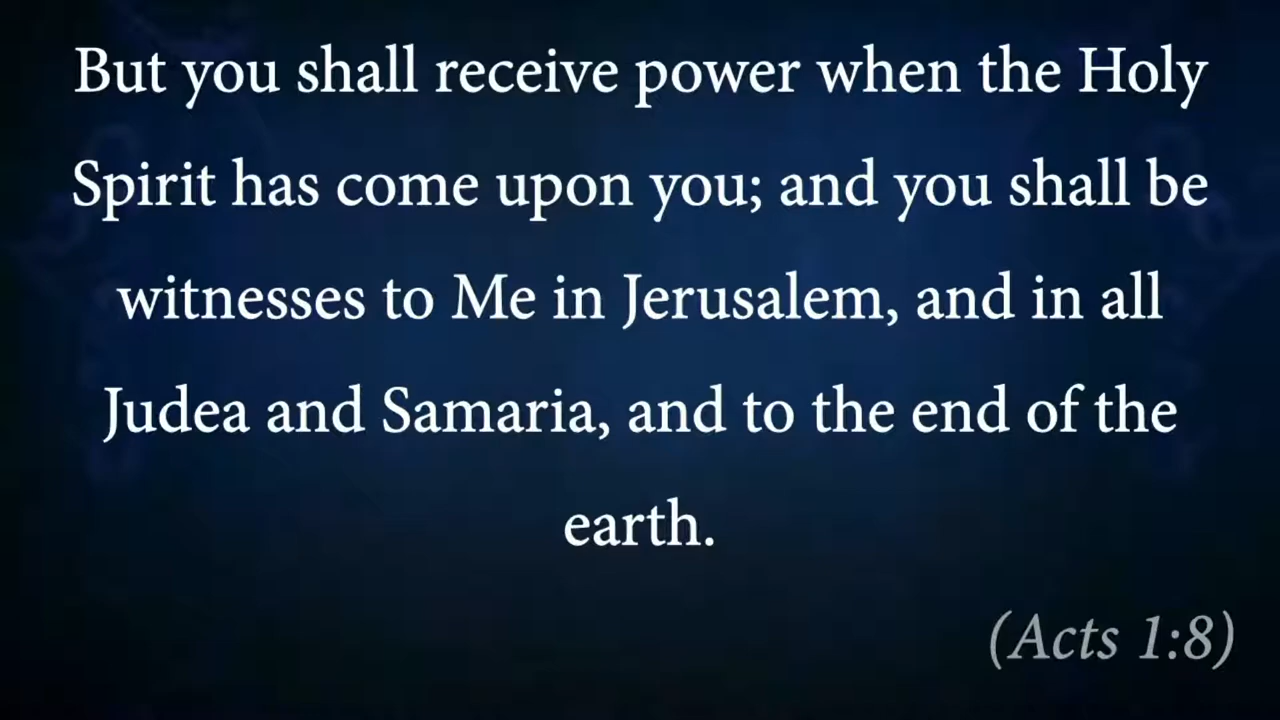 But you shall receive power when the Holy
Spirit has come upon you; and you shall be
witnesses to Me in Jerusalem, and in all
Judea and Samaria, and to the end of the
earth.
(Acts 1:8)